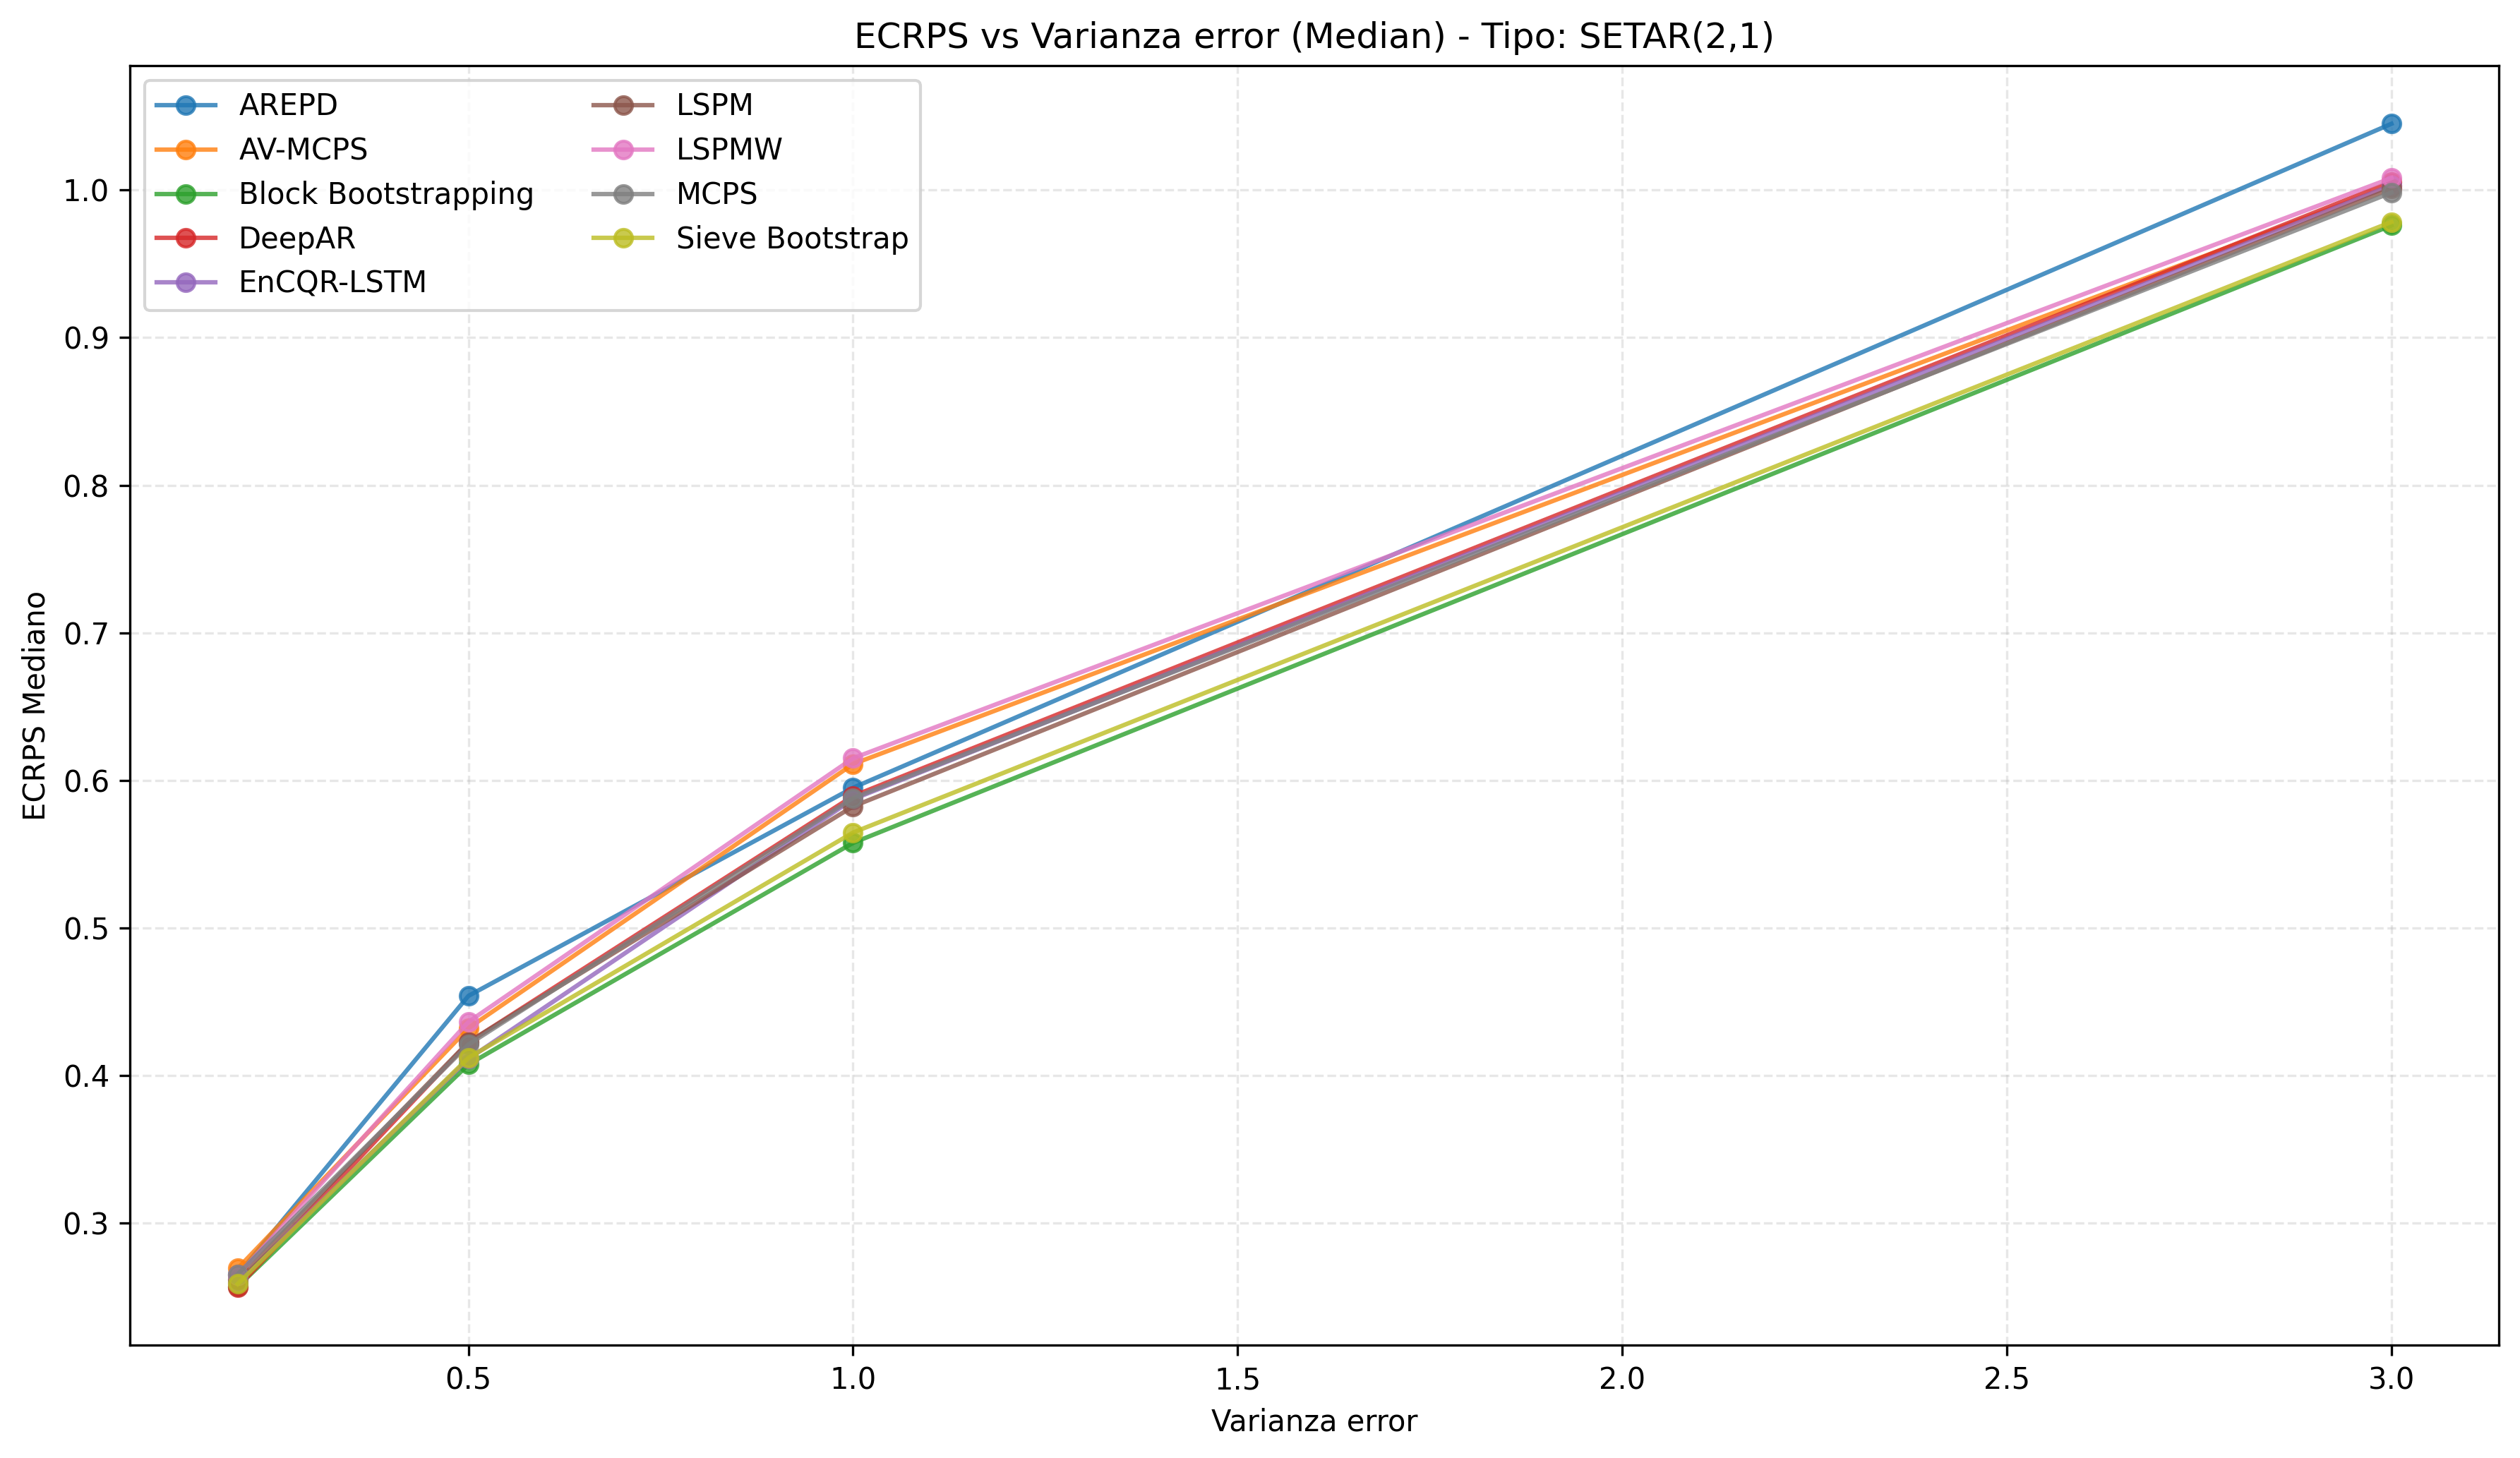 ECRPS vs Varianza error (Median) - Tipo: SETAR(2,1)
AREPD
AV-MCPS
Block Bootstrapping
DeepAR
EnCQR-LSTM
LSPM
LSPMW
MCPS
Sieve Bootstrap
ECRPS Mediano
1.0
0.9
0.8
0.7
0.6
0.5
0.4
0.3
0.5
1.0
1.5
2.0
2.5
3.0
Varianza error